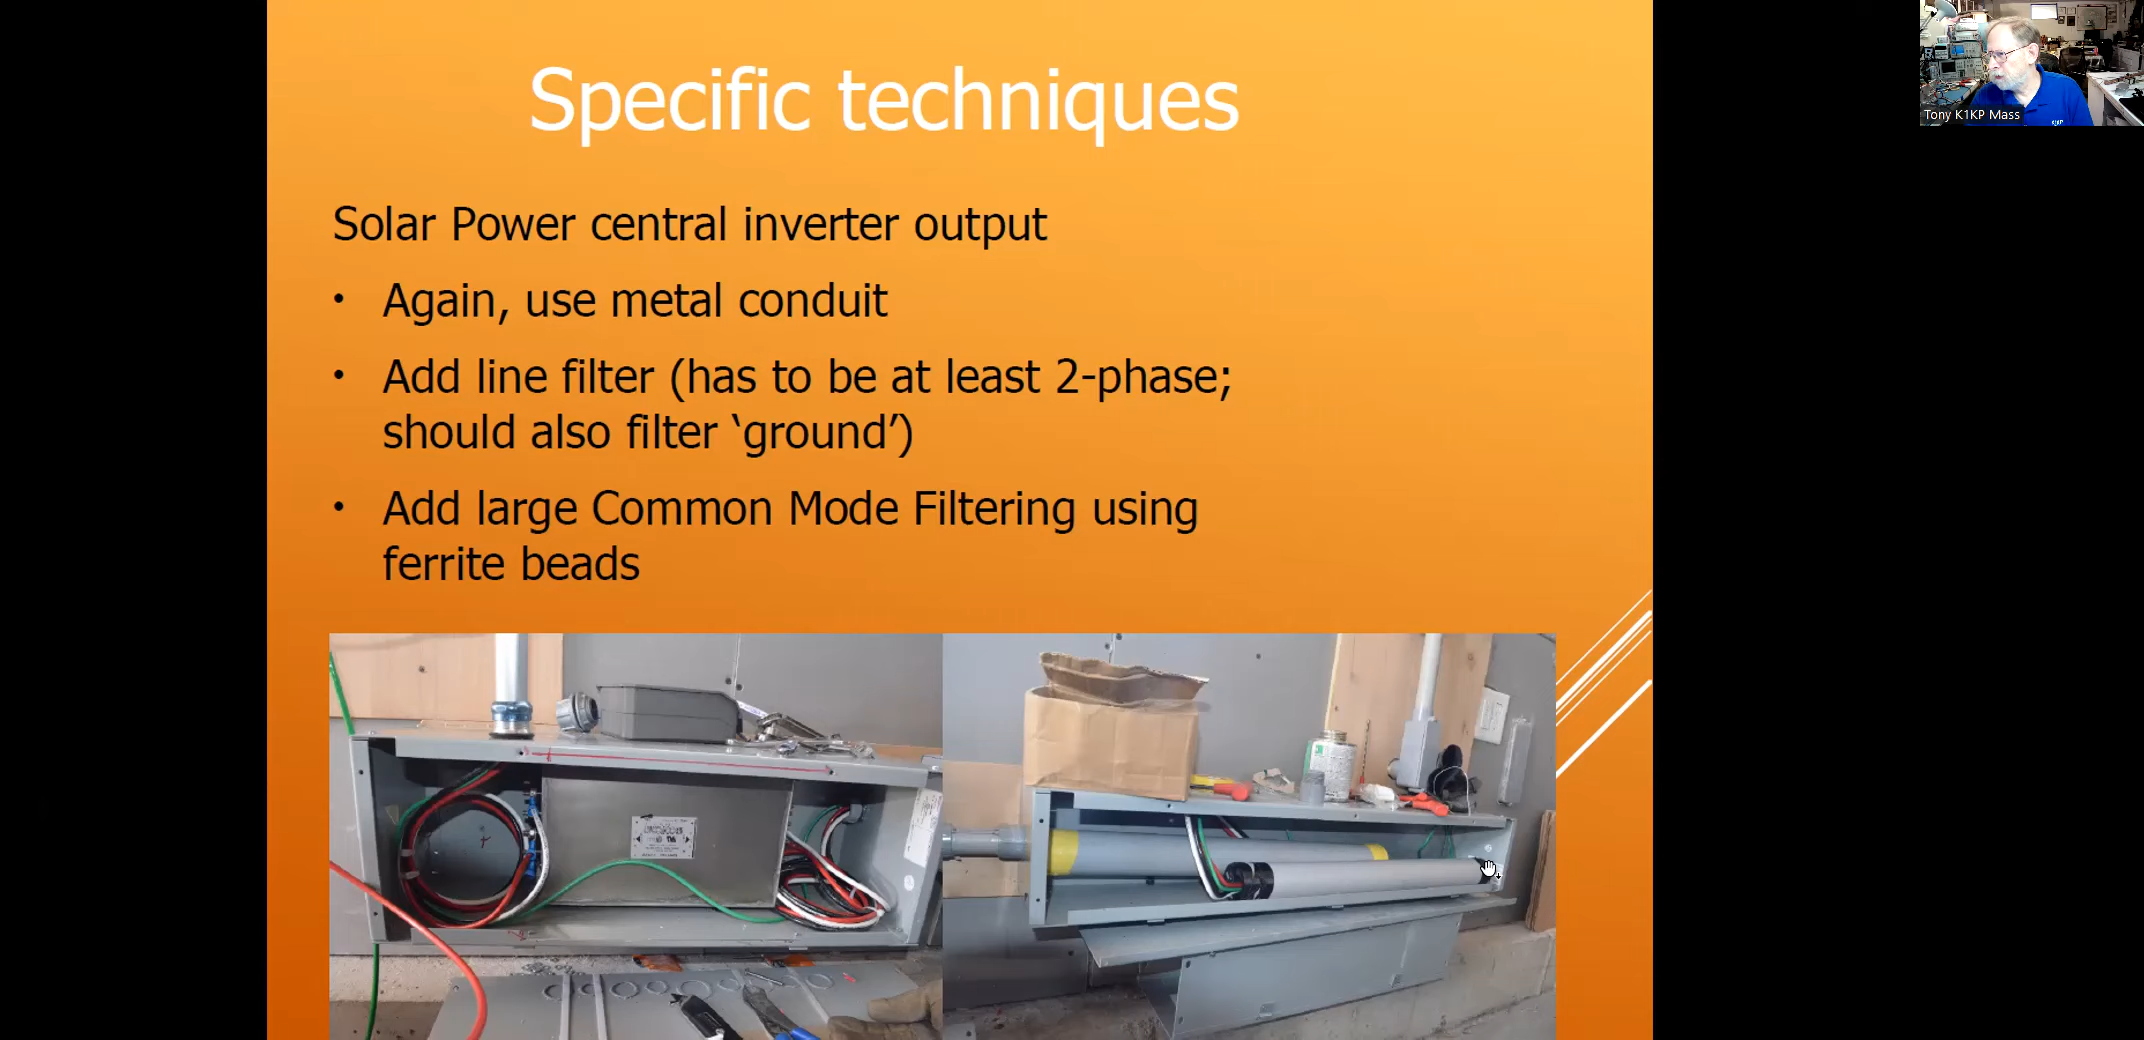 Specific techniques
Solar Power central inverter output
• Again, use metal conduit
• Add line filter (has to be at least 2-phase;
should also filter ‘ground’)
• Add large Common Mode Filtering using
ferrite beads
Tony K1KP Mass